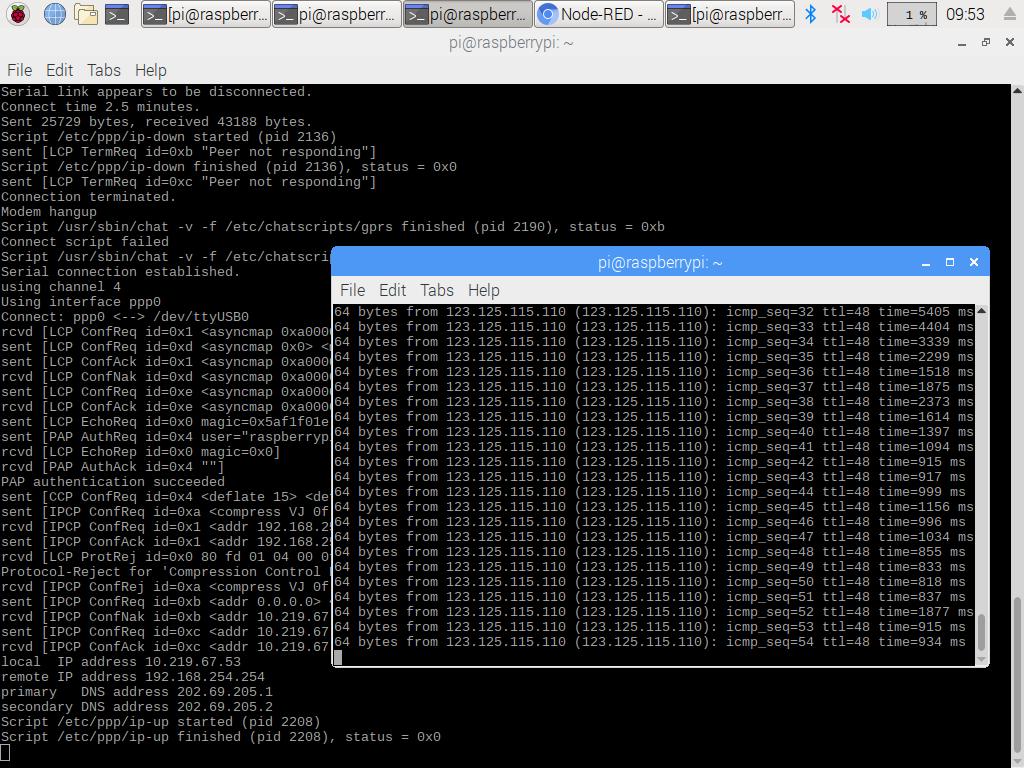 [pi@raspberr...
pi@raspberr...
pi@raspberr...
Node-RED - ...
[pi@raspberr...
1 %
09:53
pi@raspberrypi: ~
File Edit Tabs Help
Serial link appears to be disconnected.
Connect time 2.5 minutes.
Sent 25729 bytes, received 43188 bytes.
Script /etc/ppp/ip-down started (pid 2136)
sent [LCP TermReq id=0xb "Peer not responding"]
Script /etc/ppp/ip-down finished (pid 2136), status = 0x0
sent [LCP TermReq id=0xc "Peer not responding"]
Connection terminated.
Modem hangup
Script /usr/sbin/chat -v -f /etc/chatscripts/gprs finished (pid 2190), status = 0xb
Connect script failed
Script /usr/sbin/chat -v -f /etc/chatscrip
Serial connection established.
using channel 4
Using interface ppp0
Connect: ppp0 <--> /dev/ttyUSB0
rcvd [LCP ConfReq id=0x1 <asyncmap 0xa000
sent [LCP ConfReq id=0xd <asyncmap 0x0> <
sent [LCP ConfAck id=0x1 <asyncmap 0xa000
rcvd [LCP ConfNak id=0xd <asyncmap 0xa000
sent [LCP ConfReq id=0xe <asyncmap 0xa000
rcvd [LCP ConfAck id=0xe <asyncmap 0xa000
sent [LCP EchoReq id=0x0 magic=0x5af1f01e
sent [PAP AuthReq id=0x4 user="raspberryp
rcvd [LCP EchoRep id=0x0 magic=0x0]
rcvd [PAP AuthAck id=0x4 ""]
PAP authentication succeeded
sent [CCP ConfReq id=0x4 <deflate 15> <de
sent [IPCP ConfReq id=0xa <compress VJ 0f
rcvd [IPCP ConfReq id=0x1 <addr 192.168.2
sent [IPCP ConfAck id=0x1 <addr 192.168.2
rcvd [LCP ProtRej id=0x0 80 fd 01 04 00 0
Protocol-Reject for 'Compression Control
rcvd [IPCP ConfRej id=0xa <compress VJ 0f
sent [IPCP ConfReq id=0xb <addr 0.0.0.0>
rcvd [IPCP ConfNak id=0xb <addr 10.219.67
sent [IPCP ConfReq id=0xc <addr 10.219.67
rcvd [IPCP ConfAck id=0xc <addr 10.219.67
local  IP address 10.219.67.53
remote IP address 192.168.254.254
primary   DNS address 202.69.205.1
secondary DNS address 202.69.205.2
Script /etc/ppp/ip-up started (pid 2208)
Script /etc/ppp/ip-up finished (pid 2208), status = 0x0
pi@raspberrypi: ~
File Edit Tabs Help
64 bytes from 123.125.115.110 (123.125.115.110): icmp_seq=32 ttl=48 time=5405 ms
64 bytes from 123.125.115.110 (123.125.115.110): icmp_seq=33 ttl=48 time=4404 ms
64 bytes from 123.125.115.110 (123.125.115.110): icmp_seq=34 ttl=48 time=3339 ms
64 bytes from 123.125.115.110 (123.125.115.110): icmp_seq=35 ttl=48 time=2299 ms
64 bytes from 123.125.115.110 (123.125.115.110): icmp_seq=36 ttl=48 time=1518 ms
64 bytes from 123.125.115.110 (123.125.115.110): icmp_seq=37 ttl=48 time=1875 ms
64 bytes from 123.125.115.110 (123.125.115.110): icmp_seq=38 ttl=48 time=2373 ms
64 bytes from 123.125.115.110 (123.125.115.110): icmp_seq=39 ttl=48 time=1614 ms
64 bytes from 123.125.115.110 (123.125.115.110): icmp_seq=40 ttl=48 time=1397 ms
64 bytes from 123.125.115.110 (123.125.115.110): icmp_seq=41 ttl=48 time=1094 ms
64 bytes from 123.125.115.110 (123.125.115.110): icmp_seq=42 ttl=48 time=915 ms
64 bytes from 123.125.115.110 (123.125.115.110): icmp_seq=43 ttl=48 time=917 ms
64 bytes from 123.125.115.110 (123.125.115.110): icmp_seq=44 ttl=48 time=999 ms
64 bytes from 123.125.115.110 (123.125.115.110): icmp_seq=45 ttl=48 time=1156 ms
64 bytes from 123.125.115.110 (123.125.115.110): icmp_seq=46 ttl=48 time=996 ms
64 bytes from 123.125.115.110 (123.125.115.110): icmp_seq=47 ttl=48 time=1034 ms
64 bytes from 123.125.115.110 (123.125.115.110): icmp_seq=48 ttl=48 time=855 ms
64 bytes from 123.125.115.110 (123.125.115.110): icmp_seq=49 ttl=48 time=833 ms
64 bytes from 123.125.115.110 (123.125.115.110): icmp_seq=50 ttl=48 time=818 ms
64 bytes from 123.125.115.110 (123.125.115.110): icmp_seq=51 ttl=48 time=837 ms
64 bytes from 123.125.115.110 (123.125.115.110): icmp_seq=52 ttl=48 time=1877 ms
64 bytes from 123.125.115.110 (123.125.115.110): icmp_seq=53 ttl=48 time=915 ms
64 bytes from 123.125.115.110 (123.125.115.110): icmp_seq=54 ttl=48 time=934 ms